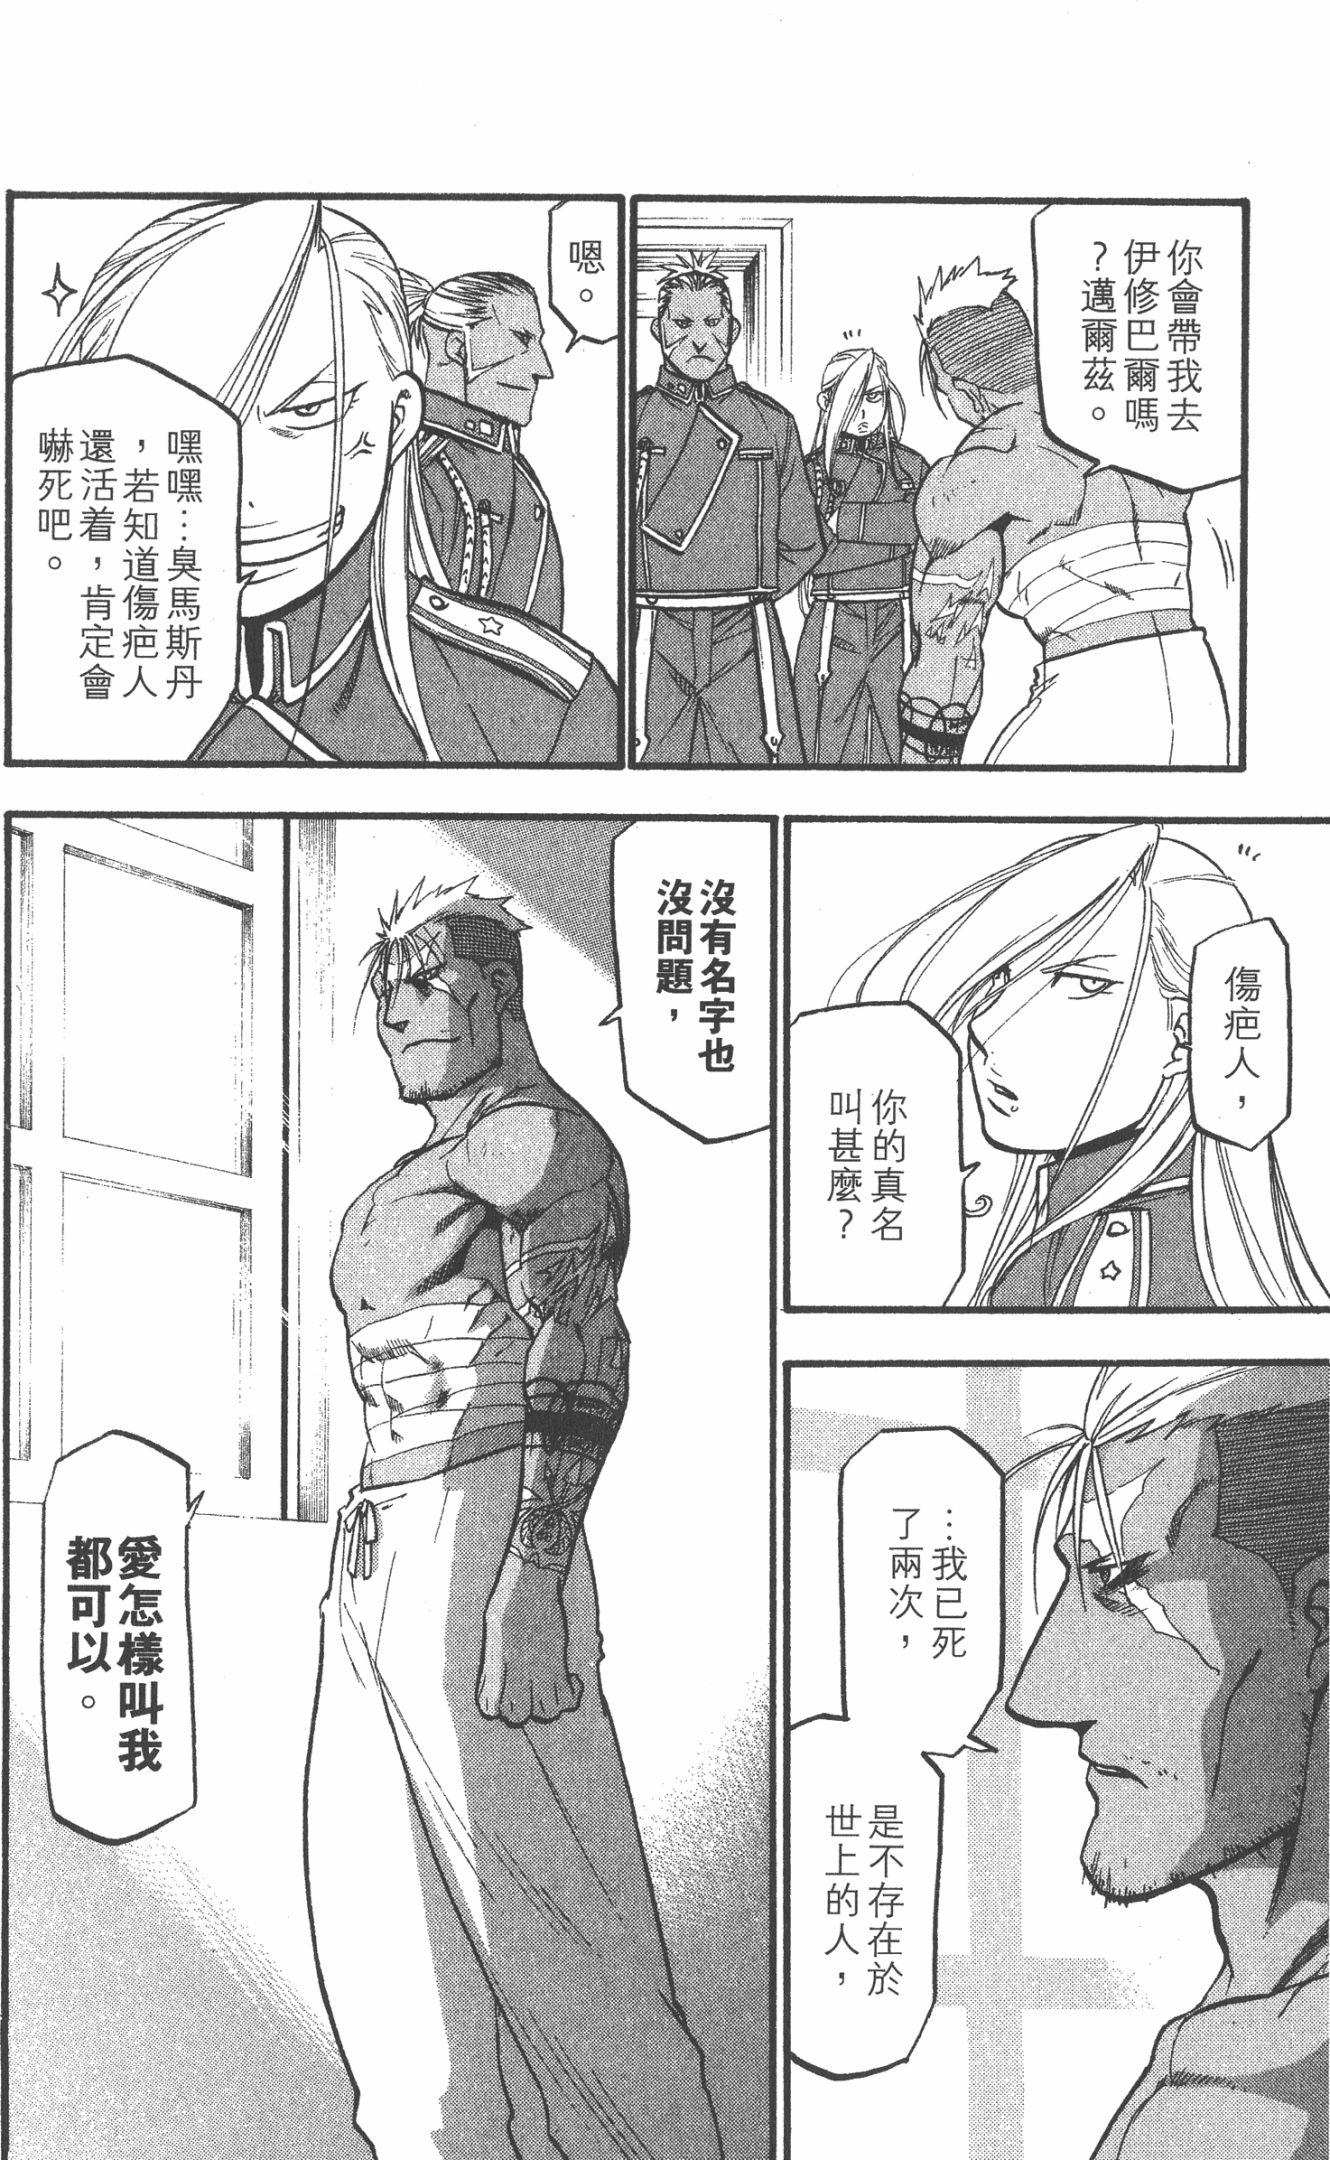 你會帶我去
伊修巴爾嗎
？邁爾茲。
嗯。
嘿嘿…臭馬斯丹
，若知道傷疤人
還活着，肯定會
嚇死吧。
傷疤人，
你的真名
叫甚麼？
…我已死
了兩次，
是不存在於
世上的人，
沒有名字也
沒問題，
愛怎樣叫我
都可以。